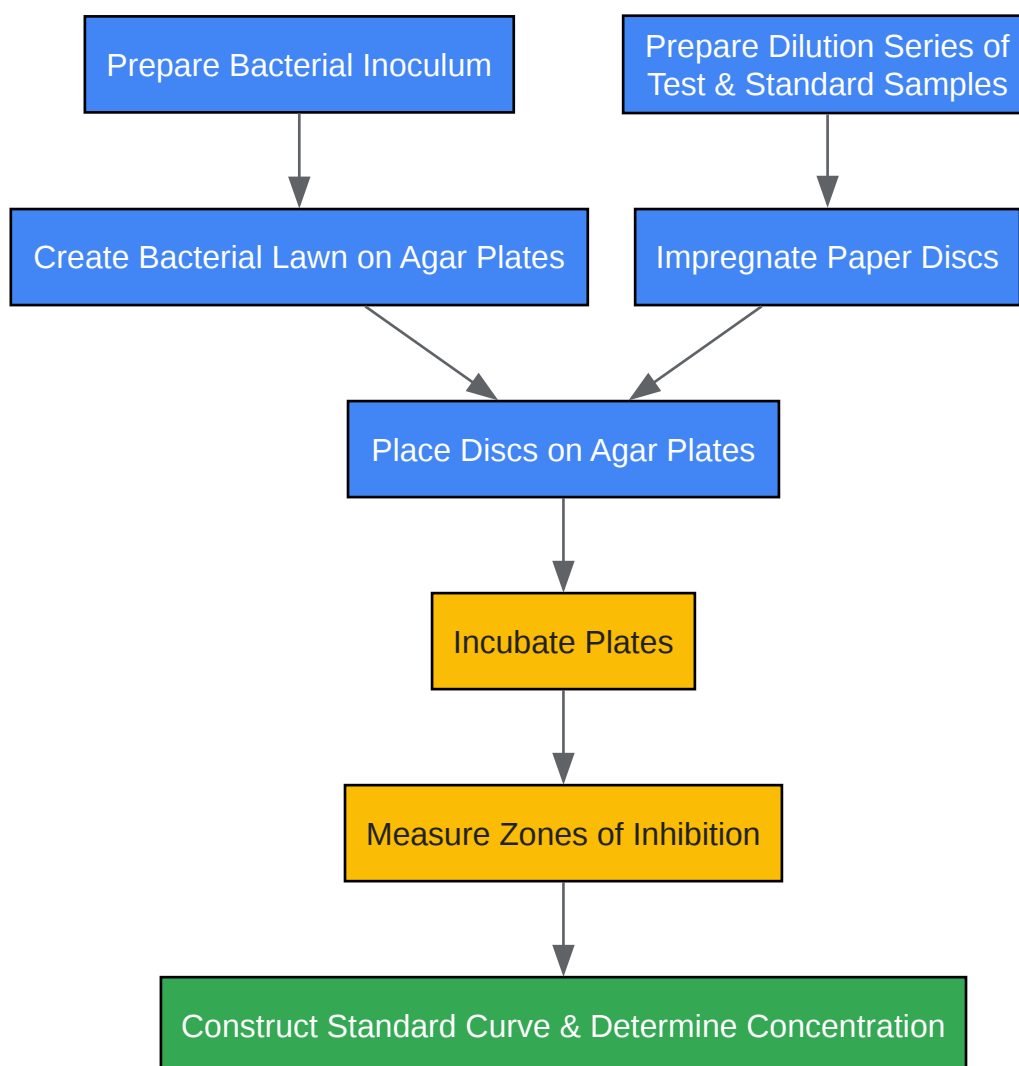 Prepare Bacterial Inoculum
Prepare Dilution Series of
Test & Standard Samples
Create Bacterial Lawn on Agar Plates
Impregnate Paper Discs
Place Discs on Agar Plates
Incubate Plates
Measure Zones of Inhibition
Construct Standard Curve & Determine Concentration